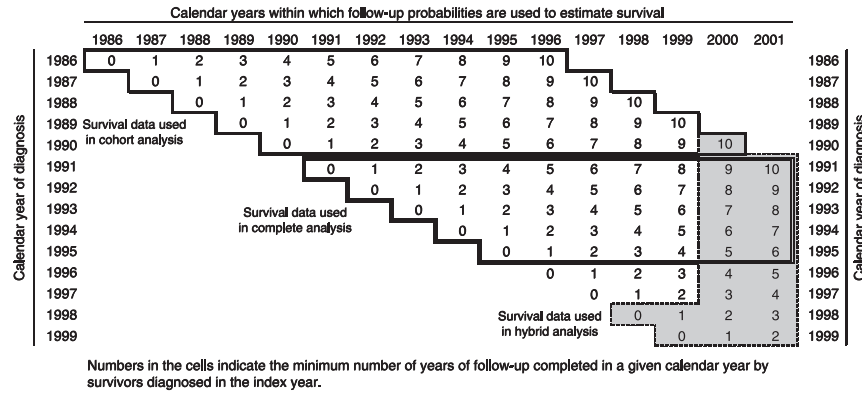 Calendar years within which follow-up probabilities are used to estimate survival
1986 1987 1988 1989 1990 1991 1992 1993 1994 1995 1996 1997 1998 1999 2000 2001
1986 0 1 2 3 4 5 6 7 8 9 10 1986
1987 0 1 2 3 4 5 6 7 8 9 10 1987
1988 0 1 2 3 4 5 6 7 8 9 10 1988
1989 0 1 2 3 4 5 6 7 8 9 10 1989
1990 0 1 2 3 4 5 6 7 8 9 10 1990
1991 0 1 2 3 4 5 6 7 8 9 10 1991
1992 0 1 2 3 4 5 6 7 8 9 1992
1993 0 1 2 3 4 5 6 7 8 1993
1994 0 1 2 3 4 5 6 7 1994
1995 0 1 2 3 4 5 6 1995
1996 0 1 2 3 4 5 1996
1997 0 1 2 3 4 1997
1998 0 1 2 3 1998
1999 0 1 2 1999
Calendar year of diagnosis
Survival data used
in cohort analysis
Survival data used
in complete analysis
Survival data used
in hybrid analysis
Calendar year of diagnosis
Numbers in the cells indicate the minimum number of years of follow-up completed in a given calendar year by
survivors diagnosed in the index year.